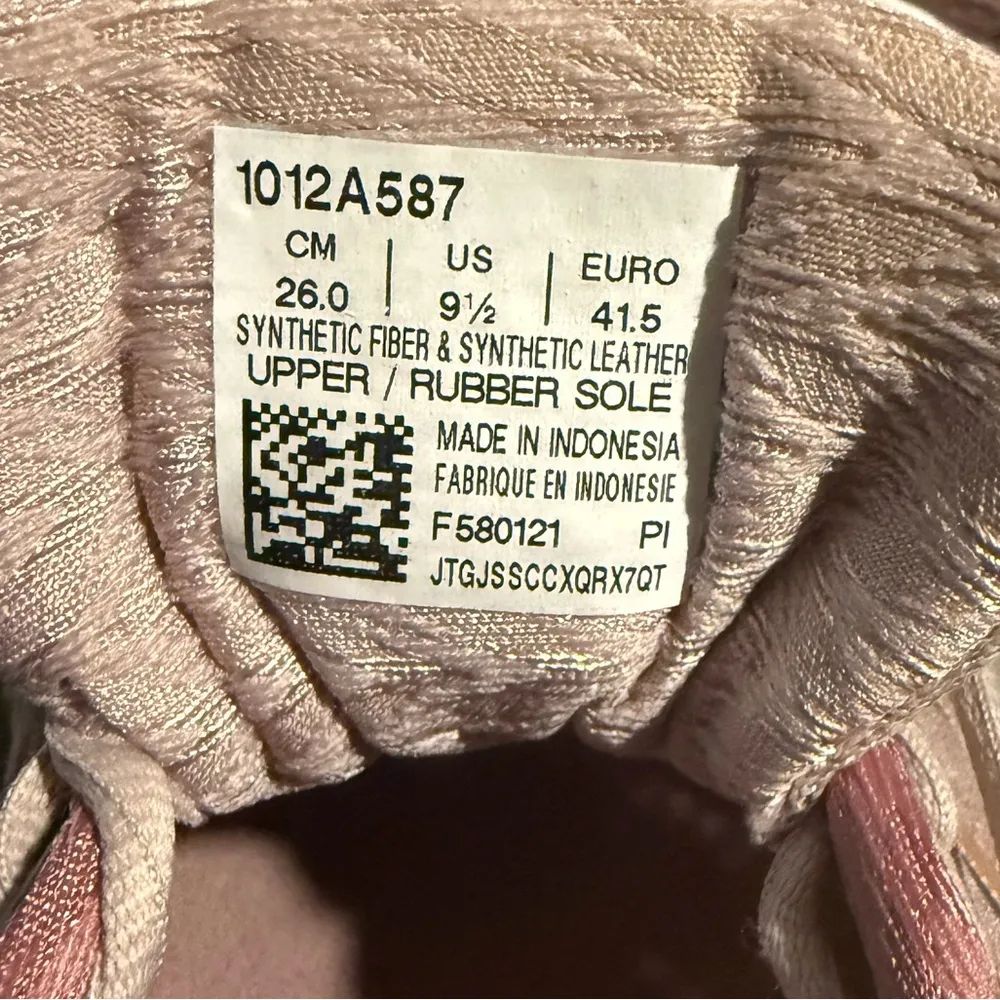 1012A587
CM | US | EURO
26.0 | 9½ | 41.5
SYNTHETIC FIBER & SYNTHETIC LEATHER
UPPER / RUBBER SOLE
MADE IN INDONESIA
FABRIQUE EN INDONESIE
F580121 PI
JTGJSSCCXQRX7QT